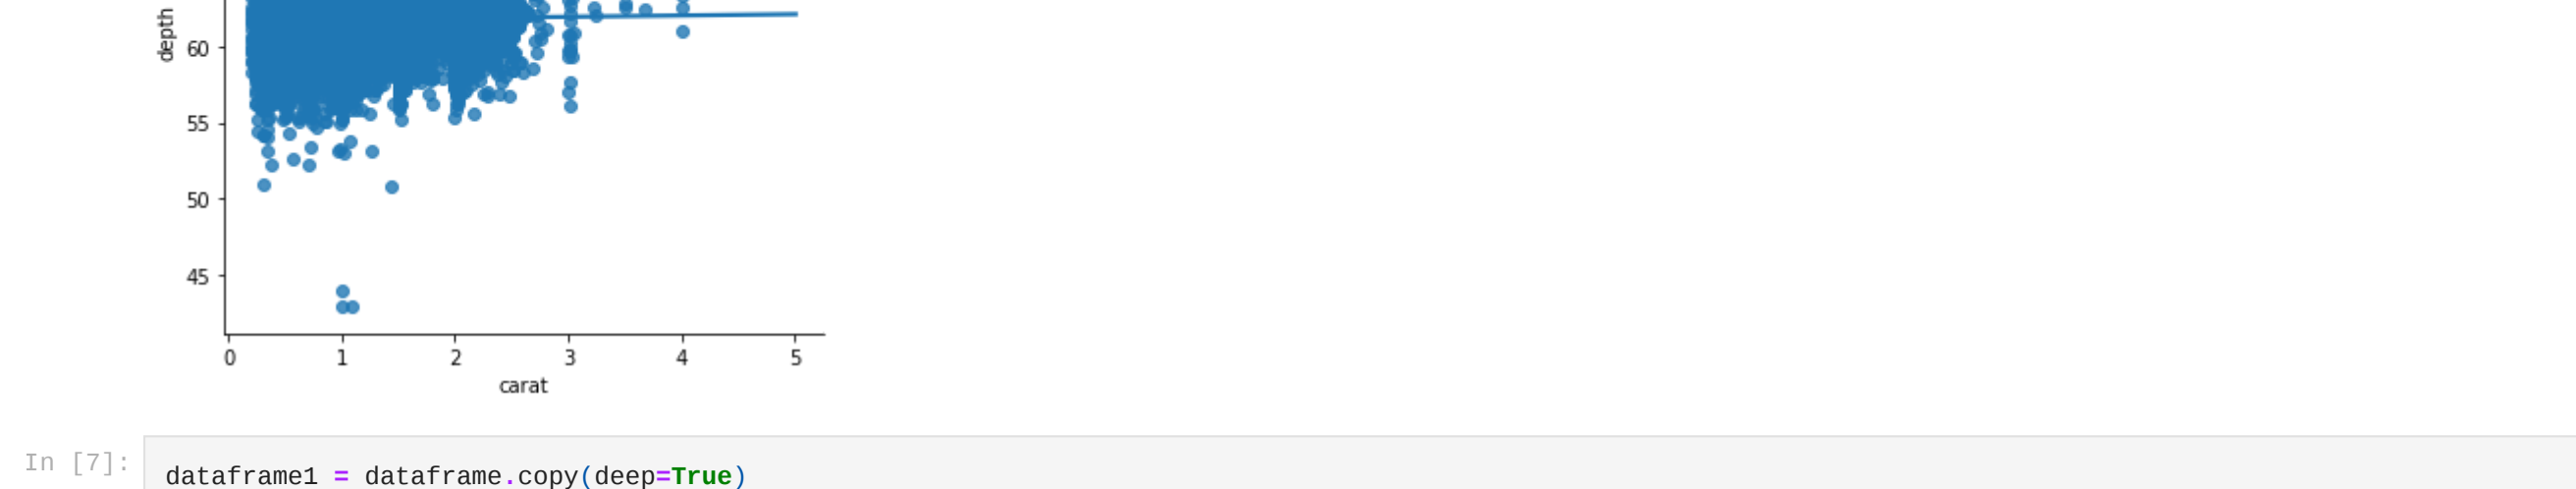 depth
60
55
50
45
0 1 2 3 4 5
carat
In [7]: dataframe1 = dataframe.copy(deep=True)